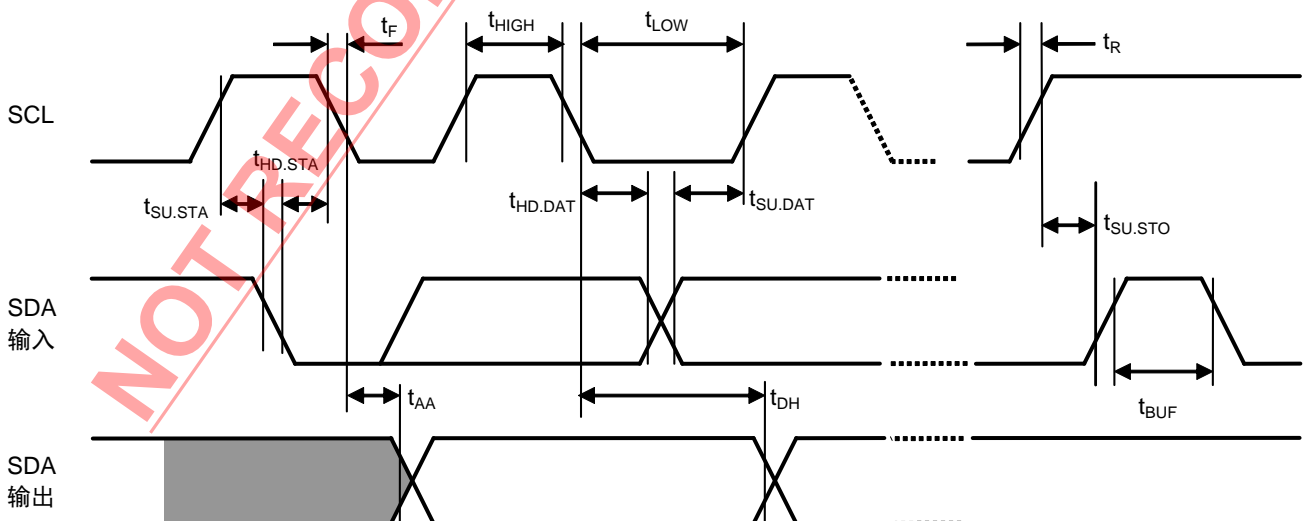 tF
tHIGH
tLOW
tR
SCL
tHD.STA
tSU.STA
tHD.DAT
tSU.DAT
tSU.STO
SDA
输入
tAA
tDH
tBUF
SDA
输出
NOT RECO